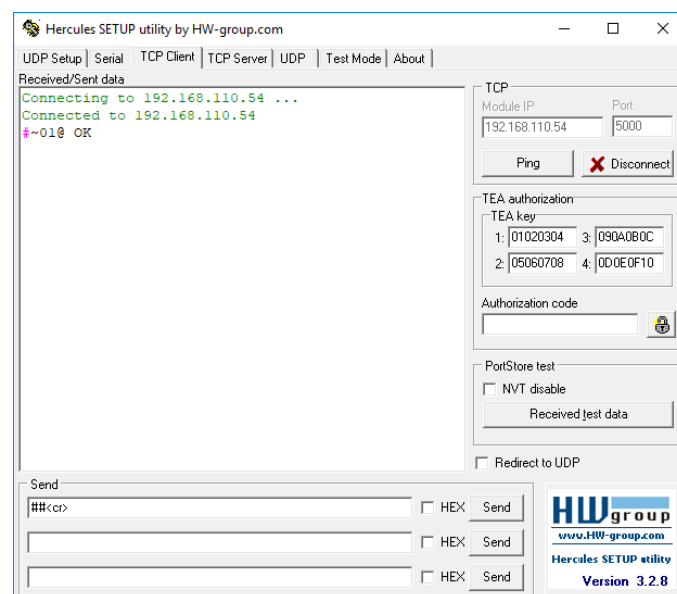 Hercules SETUP utility by HW-group.com
UDP Setup Serial TCP Client TCP Server UDP Test Mode About
Received/Sent data
Connecting to 192.168.110.54 ...
Connected to 192.168.110.54
#~01@ OK
TCP
Module IP Port
192.168.110.54 5000
Ping Disconnect
TEA authorization
TEA key
1: 01020304 3: 090A0B0C
2: 05060708 4: 0D0E0F10
Authorization code
PortStore test
NVT disable
Received test data
Redirect to UDP
Send
##<cr> HEX Send
HEX Send
HEX Send
HW group
www.HW-group.com
Hercules SETUP utility
Version 3.2.8